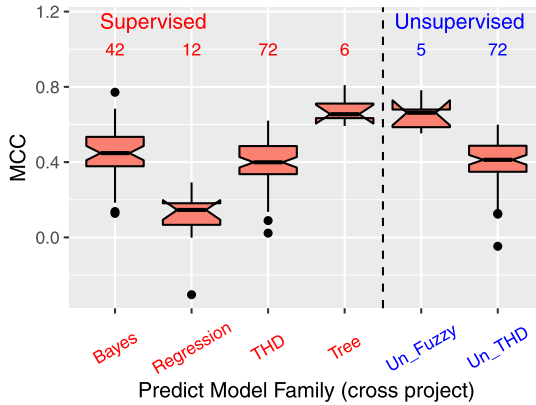 Supervised Unsupervised
42 12 72 6 5 72
1.2
0.8
0.4
0.0
MCC
Bayes Regression THD Tree Un_Fuzzy Un_THD
Predict Model Family (cross project)